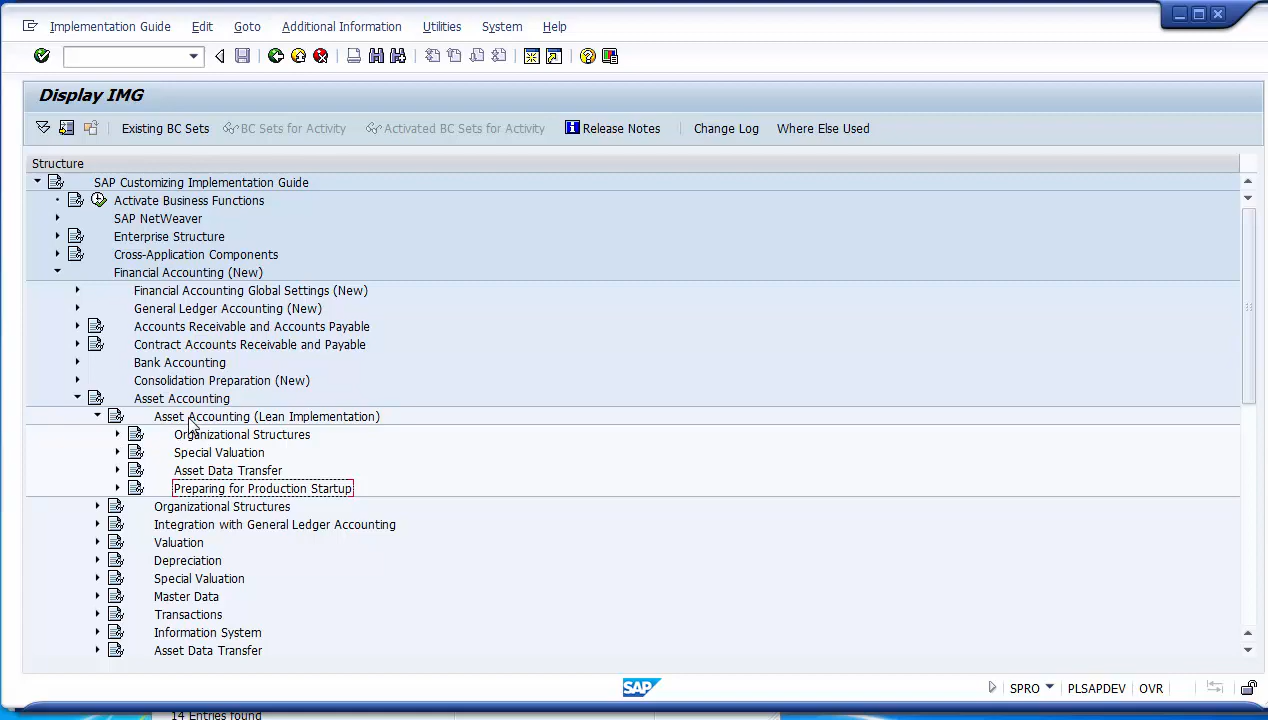 Implementation Guide Edit Goto Additional Information Utilities System Help
Display IMG
Existing BC Sets BC Sets for Activity Activated BC Sets for Activity Release Notes Change Log Where Else Used
Structure
SAP Customizing Implementation Guide
Activate Business Functions
SAP NetWeaver
Enterprise Structure
Cross-Application Components
Financial Accounting (New)
Financial Accounting Global Settings (New)
General Ledger Accounting (New)
Accounts Receivable and Accounts Payable
Contract Accounts Receivable and Payable
Bank Accounting
Consolidation Preparation (New)
Asset Accounting
Asset Accounting (Lean Implementation)
Organizational Structures
Special Valuation
Asset Data Transfer
Preparing for Production Startup
Organizational Structures
Integration with General Ledger Accounting
Valuation
Depreciation
Special Valuation
Master Data
Transactions
Information System
Asset Data Transfer
SAP SPRO PLSAPDEV OVR
14 Entries found